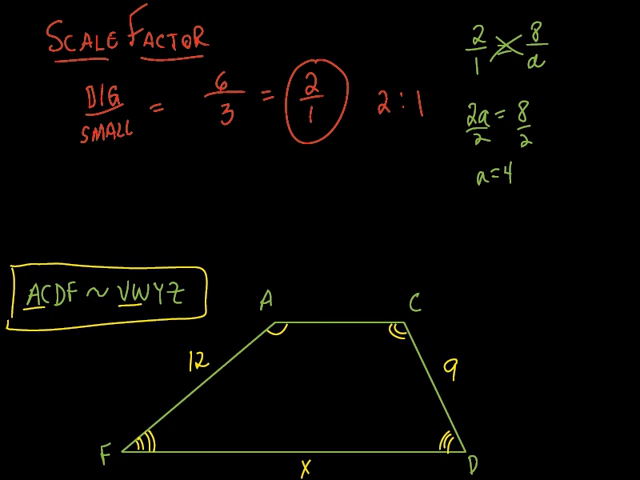 SCALE FACTOR
BIG/SMALL = 6/3 = 2/1 2:1
2/1 = 8/a
2a/2 = 8/2
a=4
ACDF ~ VWYZ
A C
12 9
F D
x